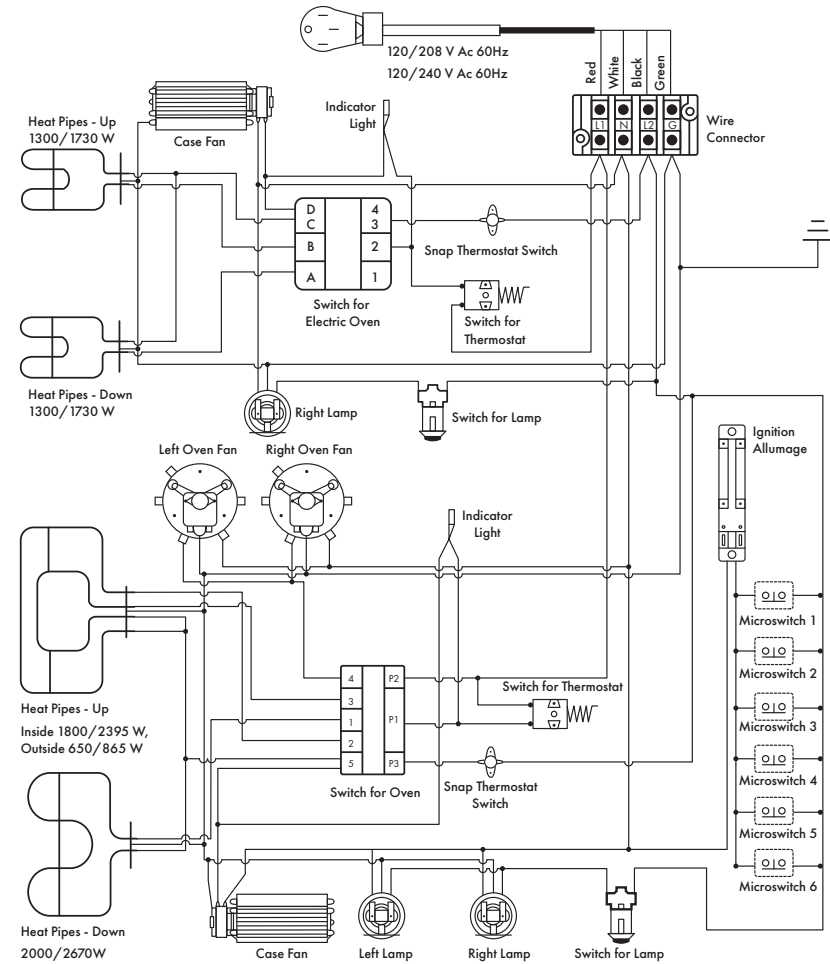 120/208 V Ac 60Hz
120/240 V Ac 60Hz
Red
White
Black
Green
L1
N
L2
G
Wire
Connector
Heat Pipes - Up
1300/1730 W
Case Fan
Indicator
Light
D
C
B
A
4
3
2
1
Snap Thermostat Switch
Switch for
Electric Oven
Switch for
Thermostat
Heat Pipes - Down
1300/1730 W
Right Lamp
Switch for Lamp
Left Oven Fan
Right Oven Fan
Ignition
Allumage
Indicator
Light
Microswitch 1
Microswitch 2
Microswitch 3
Microswitch 4
Microswitch 5
Microswitch 6
Heat Pipes - Up
Inside 1800/2395 W,
Outside 650/865 W
4
3
1
2
5
P2
P1
P3
Switch for Thermostat
Switch for Oven
Snap Thermostat
Switch
Heat Pipes - Down
2000/2670W
Case Fan
Left Lamp
Right Lamp
Switch for Lamp